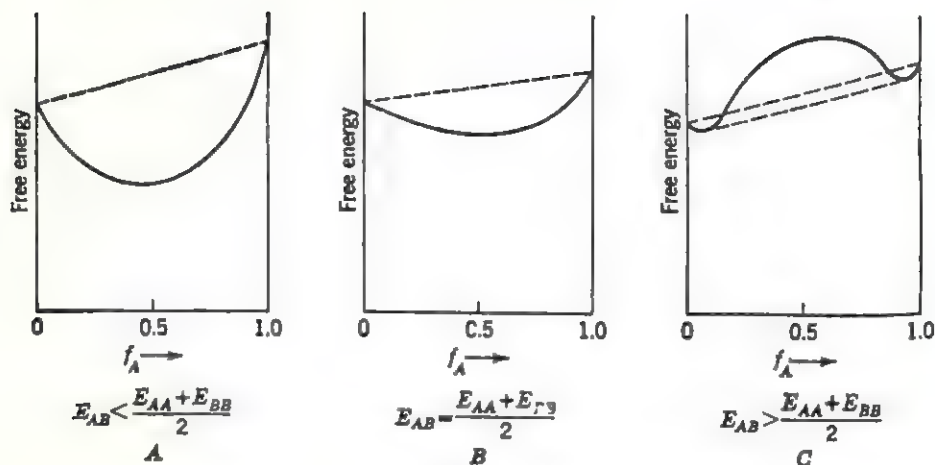 Free energy
0 0.5 1.0
f_A →
E_AB < (E_AA + E_BB) / 2
A
Free energy
0 0.5 1.0
f_A →
E_AB = (E_AA + E) / 2
B
Free energy
0 0.5 1.0
f_A →
E_AB > (E_AA + E_BB) / 2
C